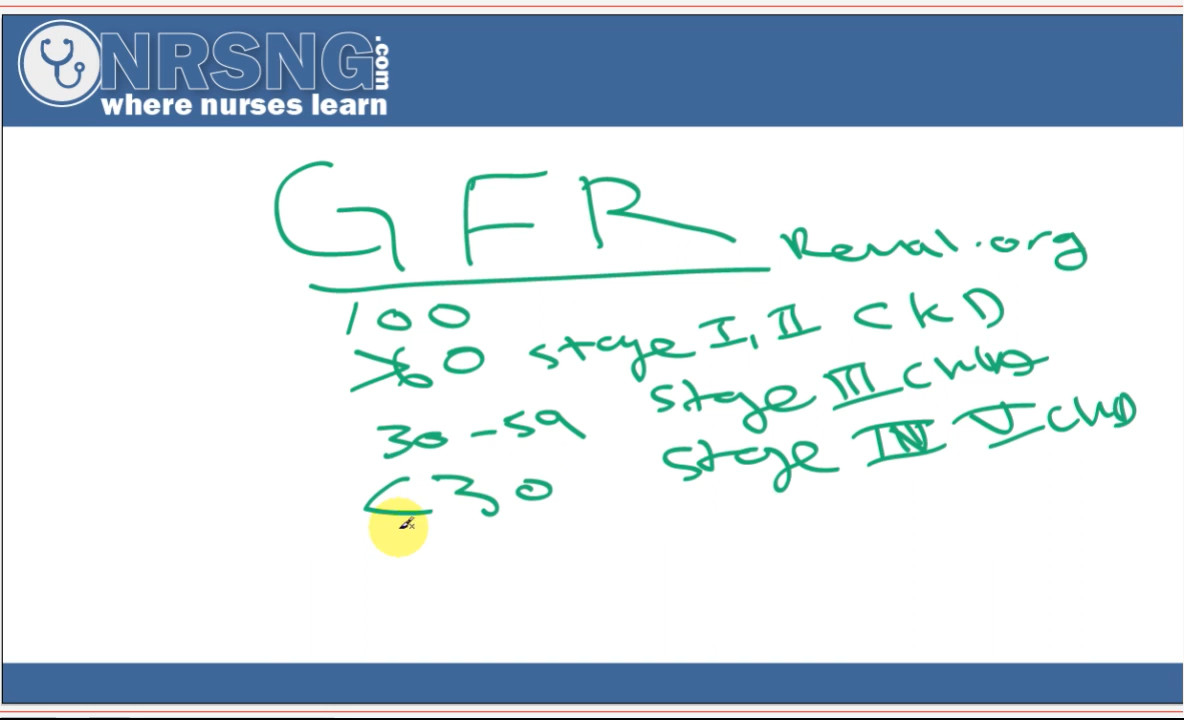 NRSNG.com
where nurses learn
GFR
Renal.org
100
>60 stage I, II CKD
30-59 stage III CKD
<30 stage IV V CKD